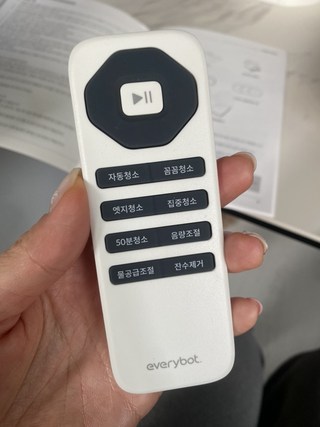 자동청소 꼼꼼청소
엣지청소 집중청소
50분청소 음량조절
물공급조절 잔수제거
everybot.